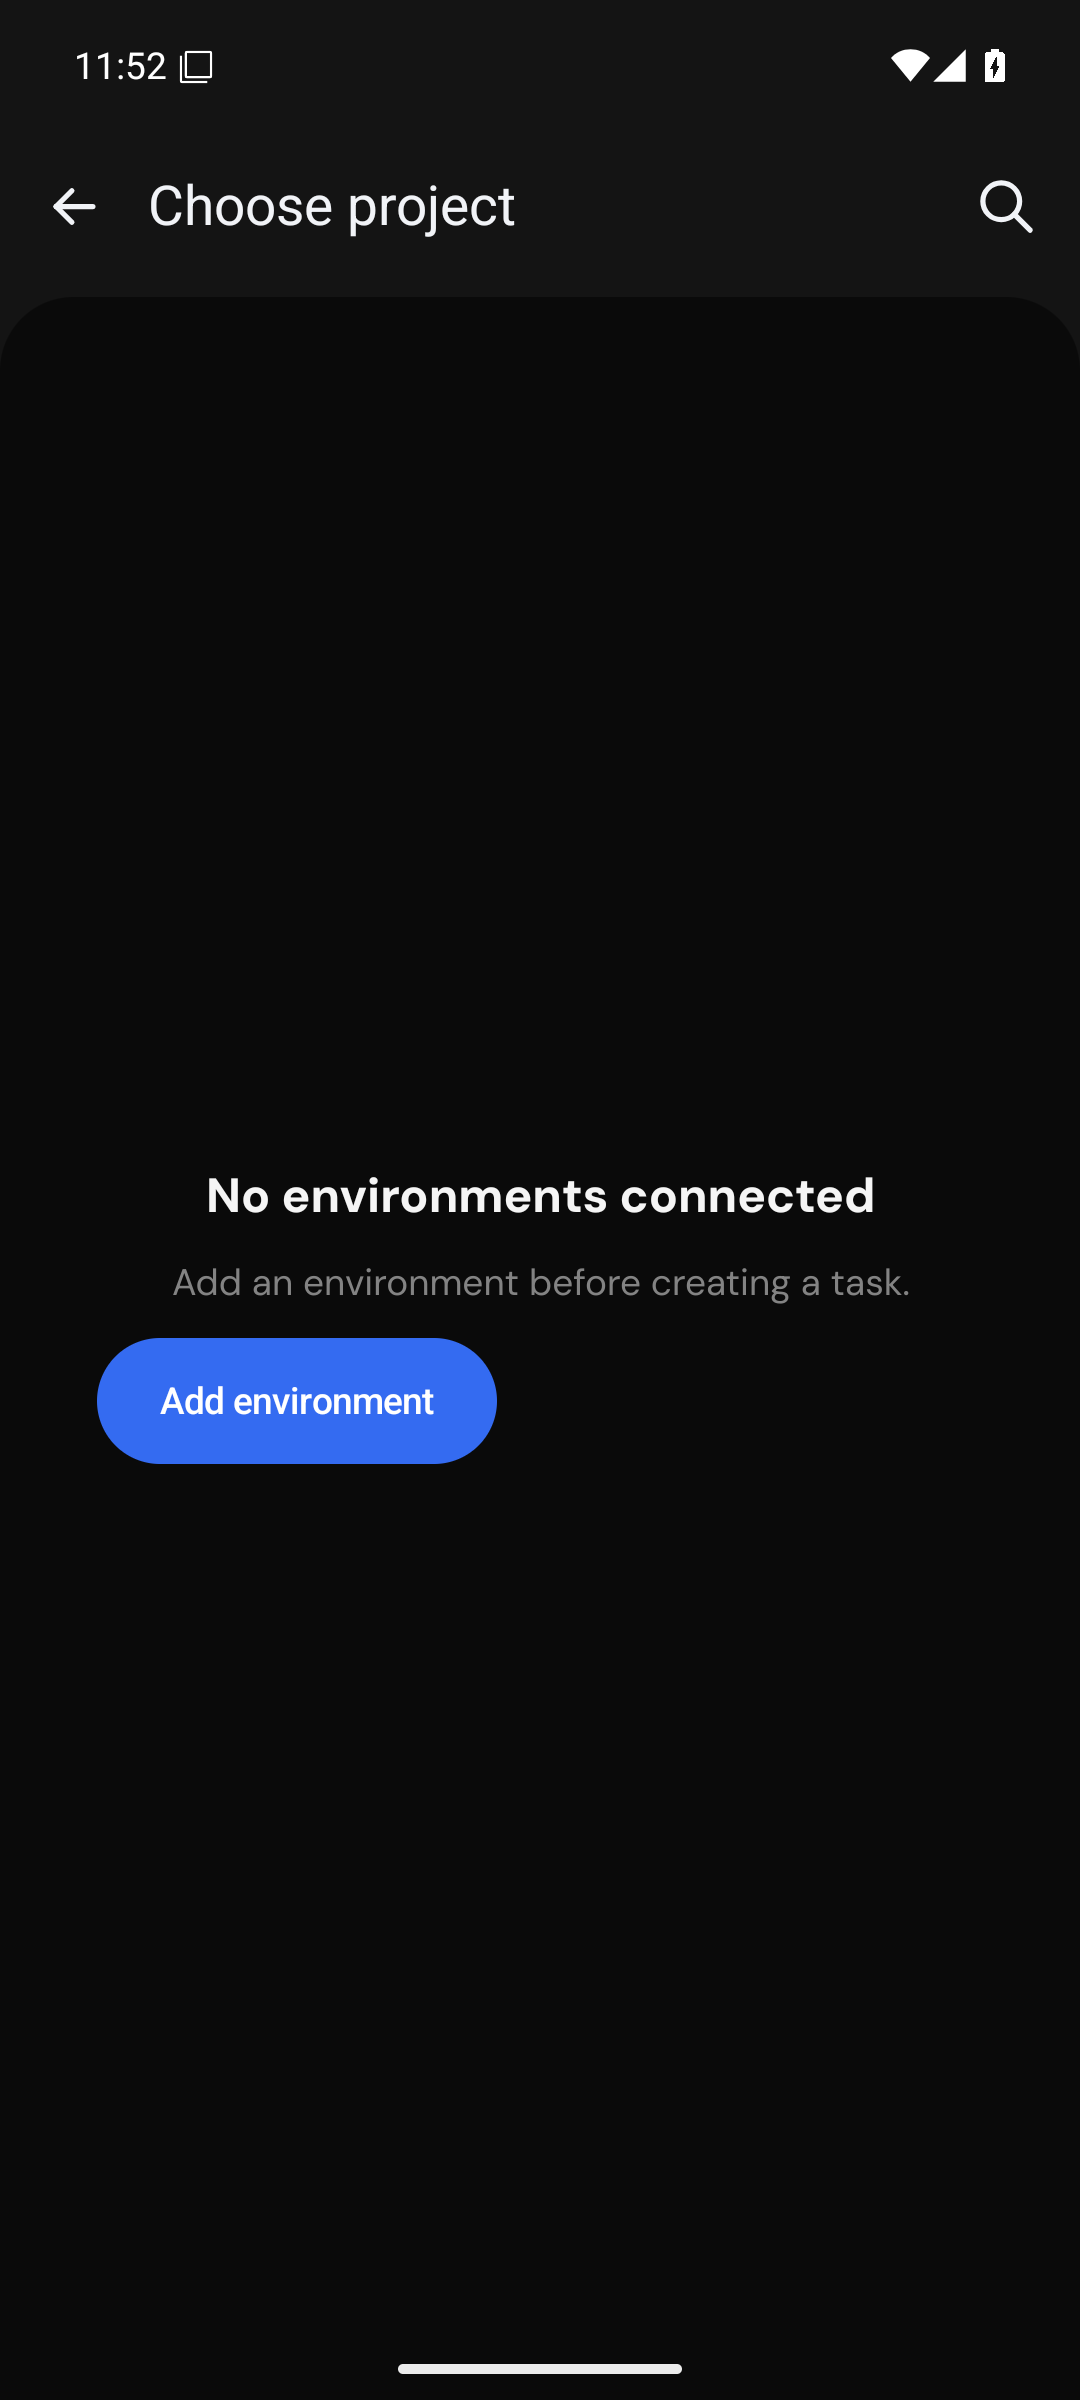 11:52
Choose project
No environments connected
Add an environment before creating a task.
Add environment